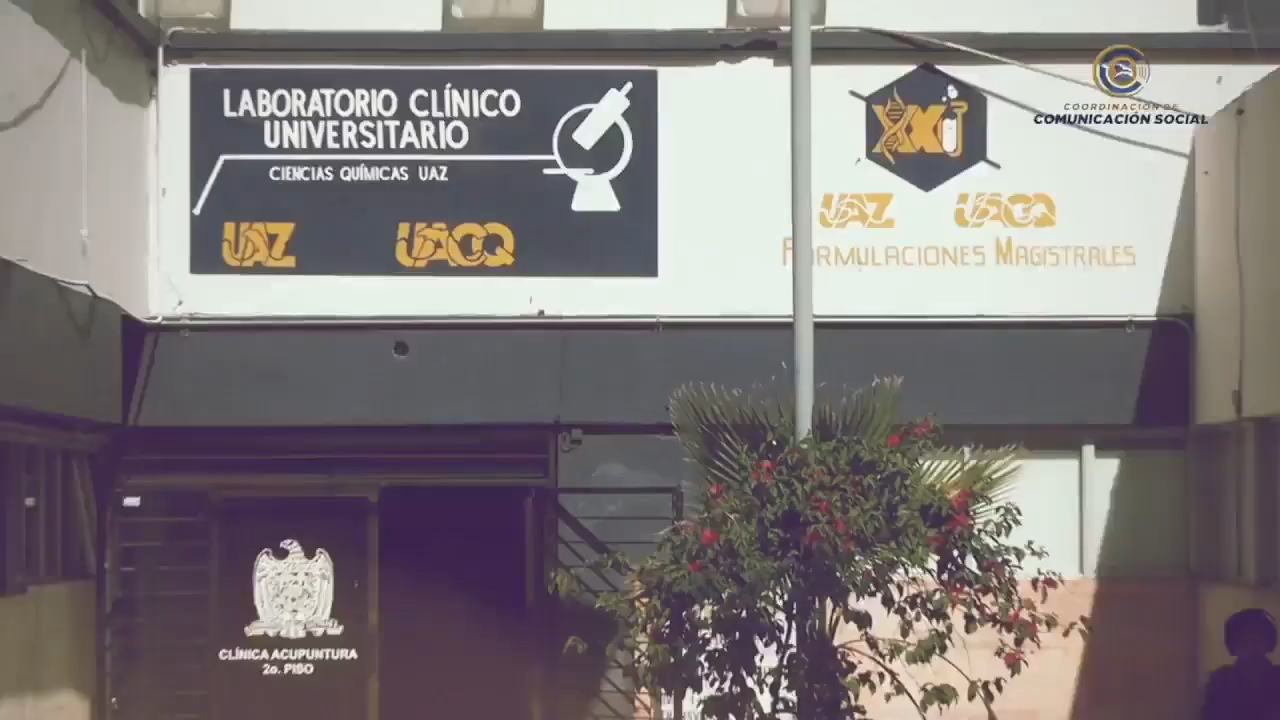 LABORATORIO CLÍNICO
UNIVERSITARIO
CIENCIAS QUÍMICAS UAZ
UAZ UACQ
XXI
UAZ UACQ
FORMULACIONES MAGISTRALES
COORDINACIÓN DE
COMUNICACIÓN SOCIAL
CLÍNICA ACUPUNTURA
2o. PISO